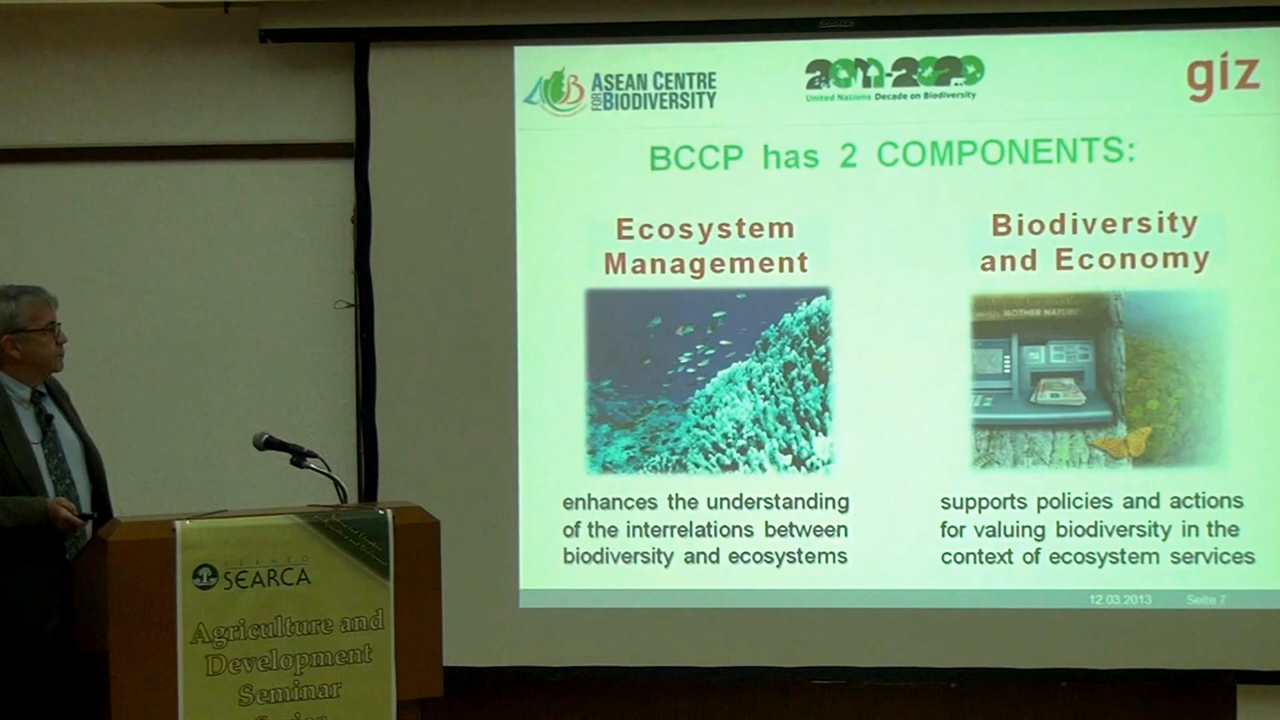 ASEAN CENTRE
FOR BIODIVERSITY
2011-2020
United Nations Decade on Biodiversity
giz
BCCP has 2 COMPONENTS:
Ecosystem
Management
Biodiversity
and Economy
MOTHER NATURE
enhances the understanding
of the interrelations between
biodiversity and ecosystems
supports policies and actions
for valuing biodiversity in the
context of ecosystem services
12.03.2013 Seite 7
SEARCA
Agriculture and
Development
Seminar
Series